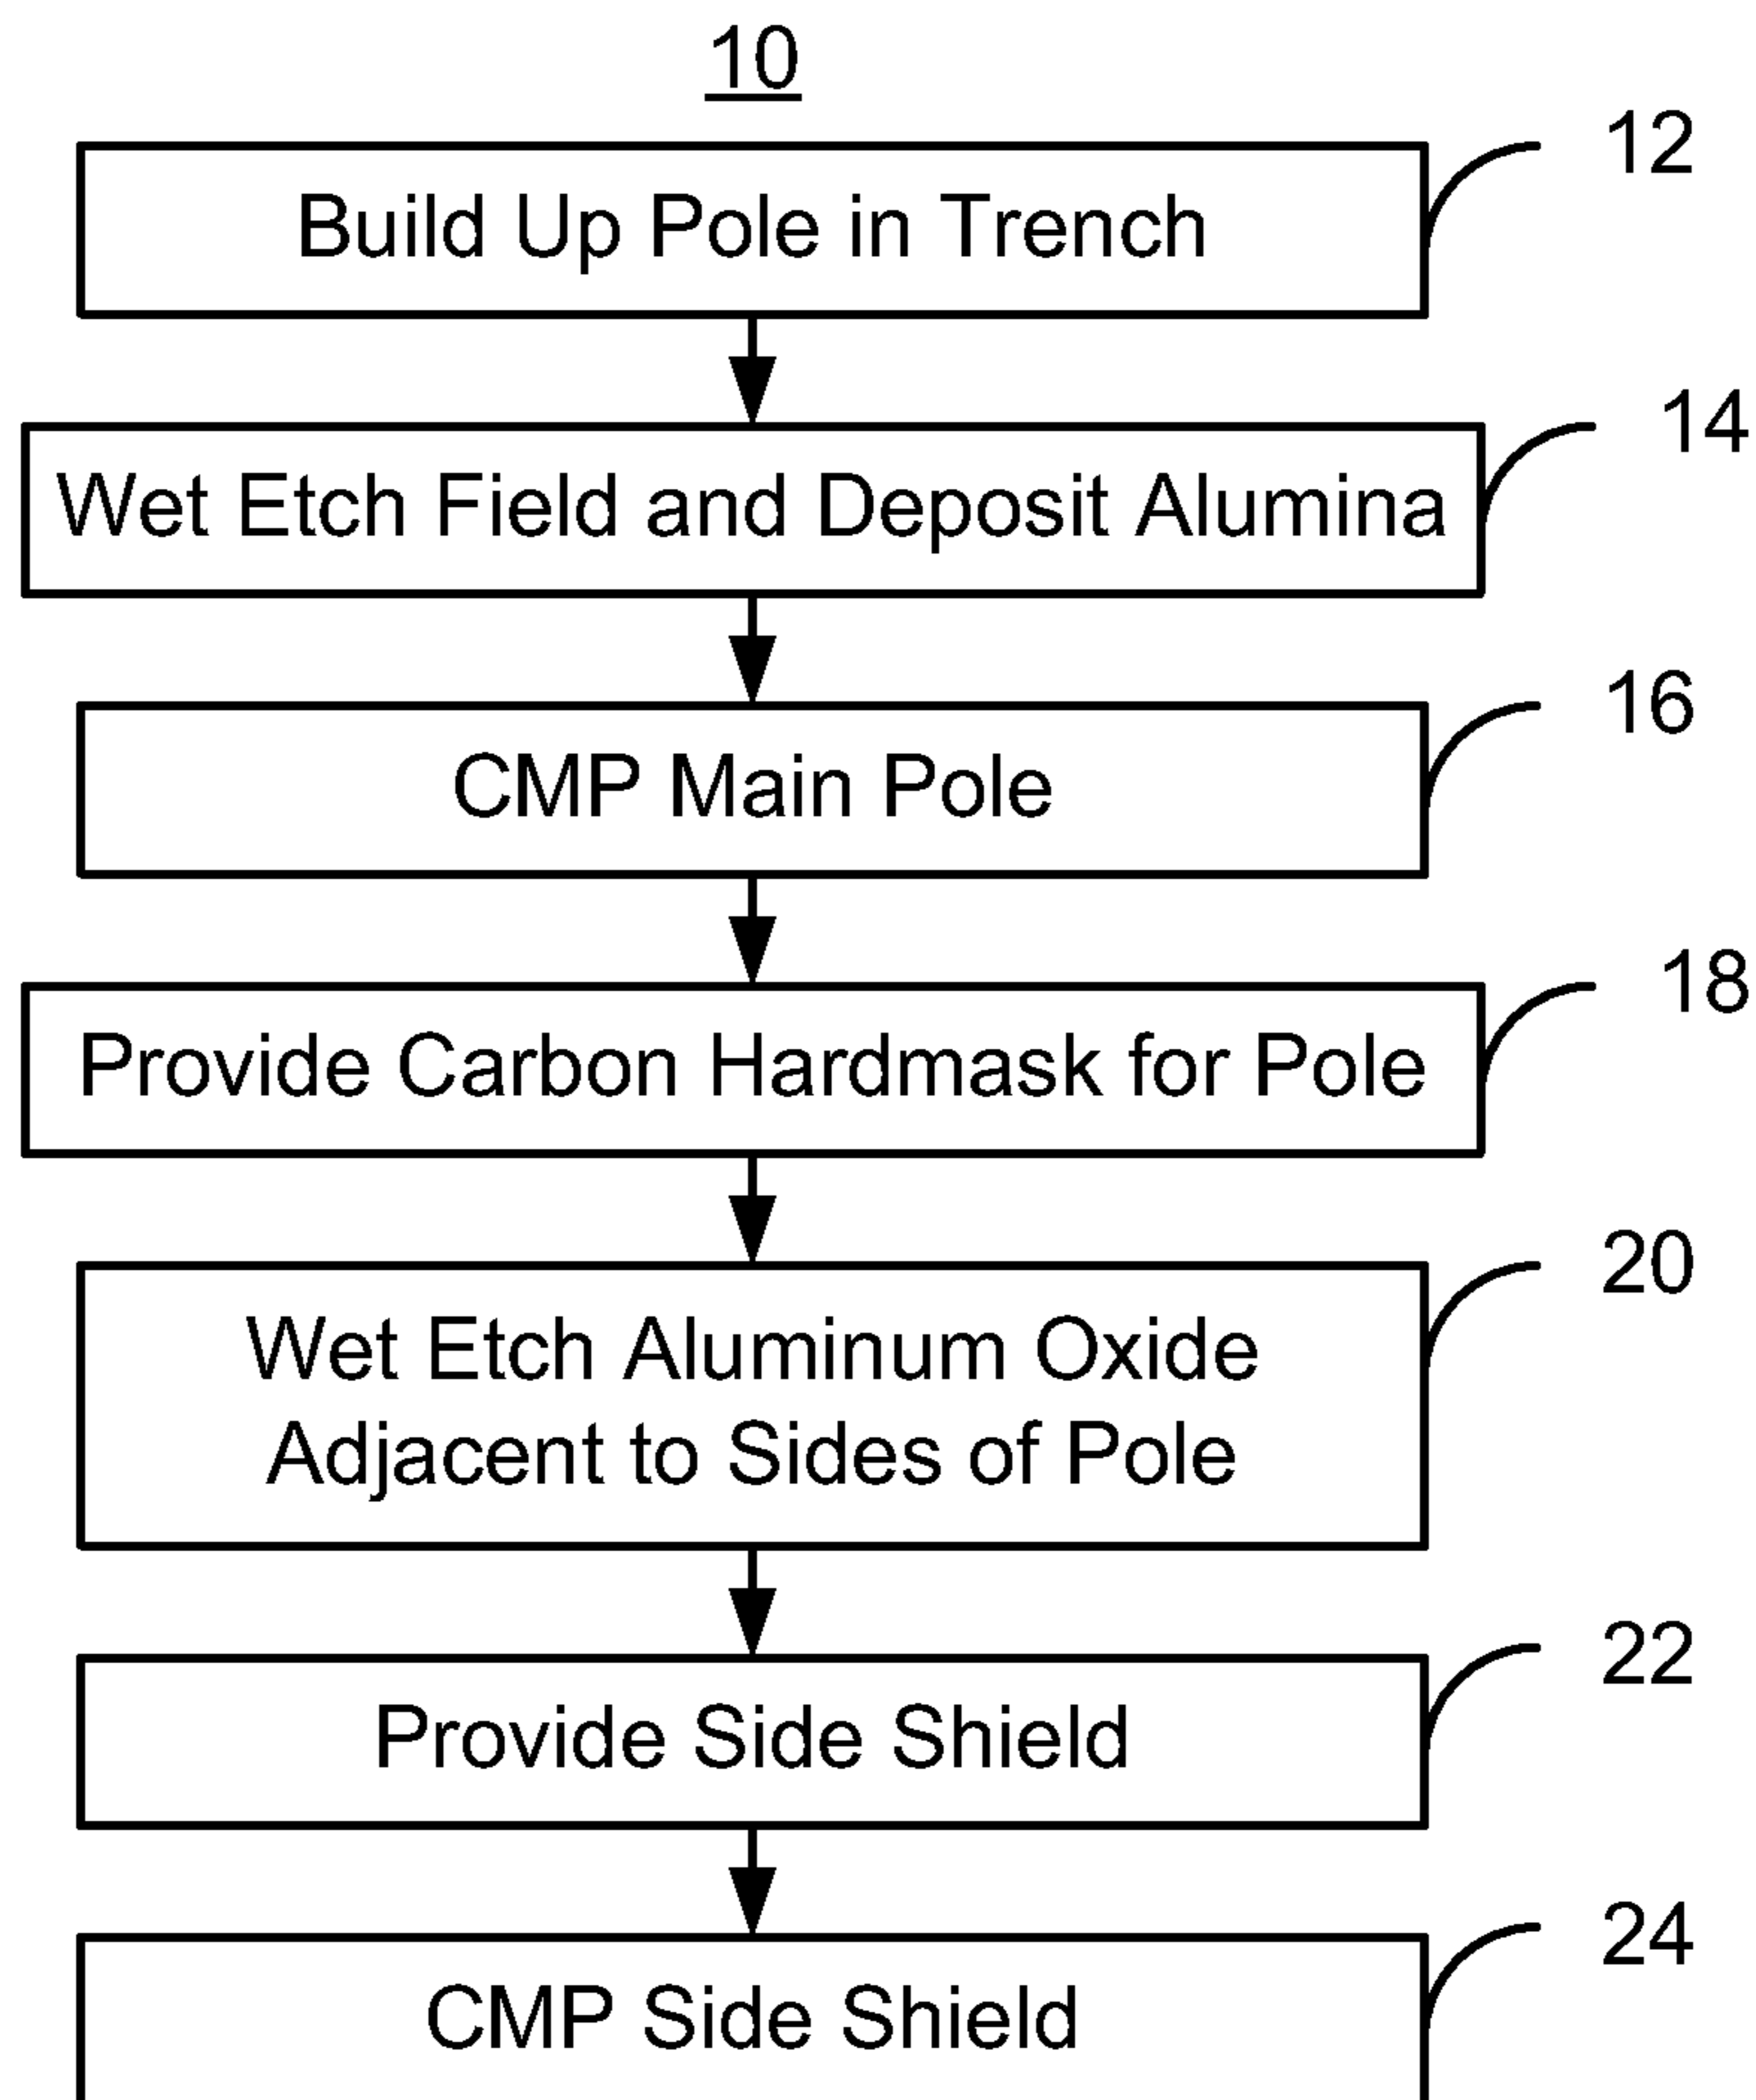 10
12
Build Up Pole in Trench
14
Wet Etch Field and Deposit Alumina
16
CMP Main Pole
18
Provide Carbon Hardmask for Pole
20
Wet Etch Aluminum Oxide
Adjacent to Sides of Pole
22
Provide Side Shield
24
CMP Side Shield